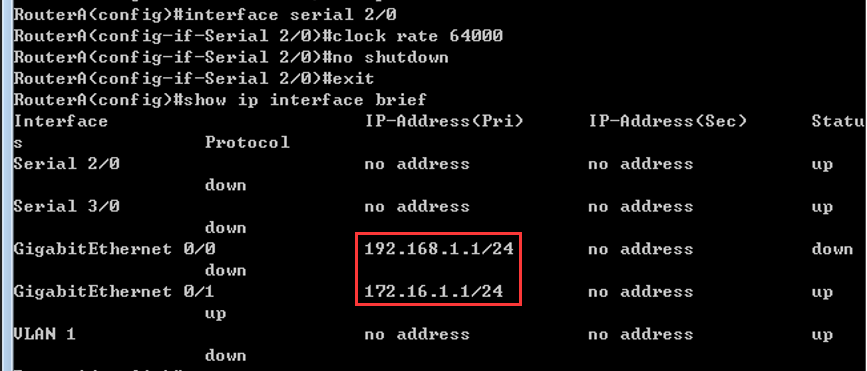 RouterA(config)#interface serial 2/0
RouterA(config-if-Serial 2/0)#clock rate 64000
RouterA(config-if-Serial 2/0)#no shutdown
RouterA(config-if-Serial 2/0)#exit
RouterA(config)#show ip interface brief
Interface IP-Address(Pri) IP-Address(Sec) Statu
s Protocol
Serial 2/0 no address no address up
down
Serial 3/0 no address no address up
down
GigabitEthernet 0/0 192.168.1.1/24 no address down
down
GigabitEthernet 0/1 172.16.1.1/24 no address up
up
VLAN 1 no address no address up
down